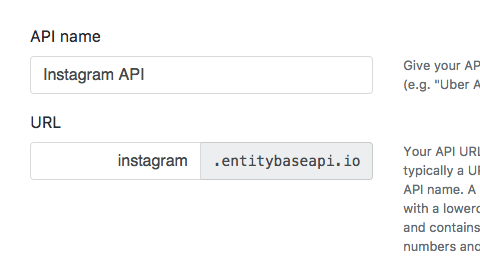 API name
Instagram API
Give your AP
(e.g. "Uber A
URL
instagram .entitybaseapi.io
Your API URL
typically a UR
API name. A
with a lowerc
and contains
numbers and